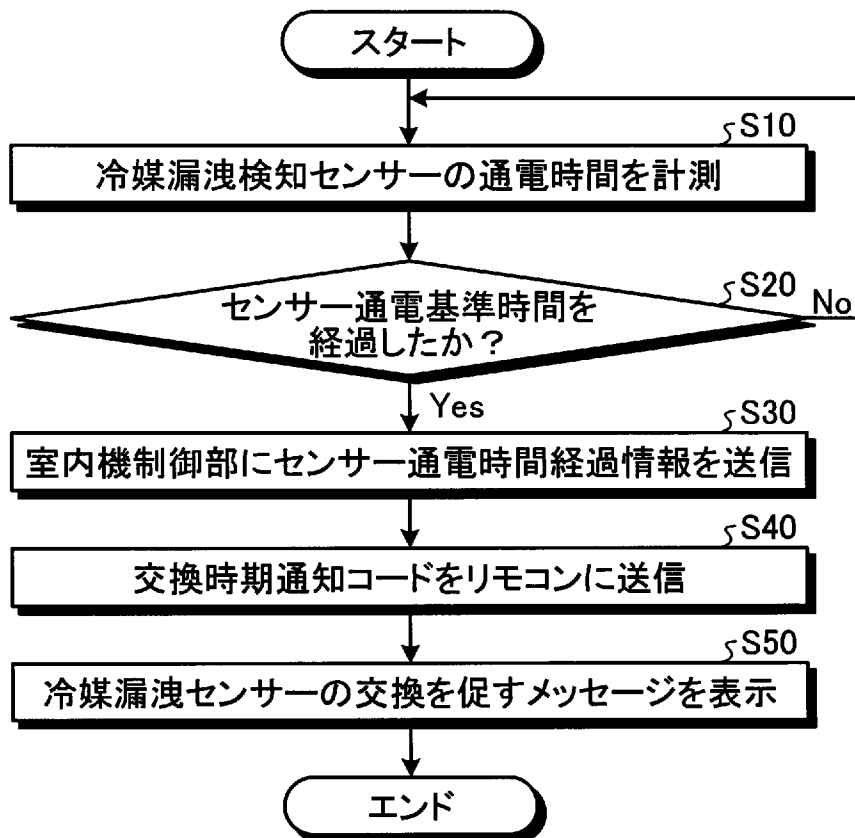 スタート
S10
冷媒漏洩検知センサーの通電時間を計測
S20
センサー通電基準時間を
経過したか？
No
Yes
S30
室内機制御部にセンサー通電時間経過情報を送信
S40
交換時期通知コードをリモコンに送信
S50
冷媒漏洩センサーの交換を促すメッセージを表示
エンド